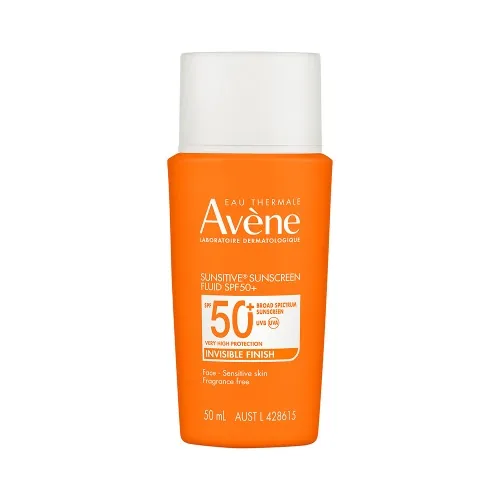 EAU THERMALE
Avène
LABORATOIRE DERMATOLOGIQUE
SUNSITIVE® SUNSCREEN
FLUID SPF50+
SPF 50+ BROAD SPECTRUM
SUNSCREEN
UVB UVA
VERY HIGH PROTECTION
INVISIBLE FINISH
Face - Sensitive skin
Fragrance free
50 mL AUST L 428615